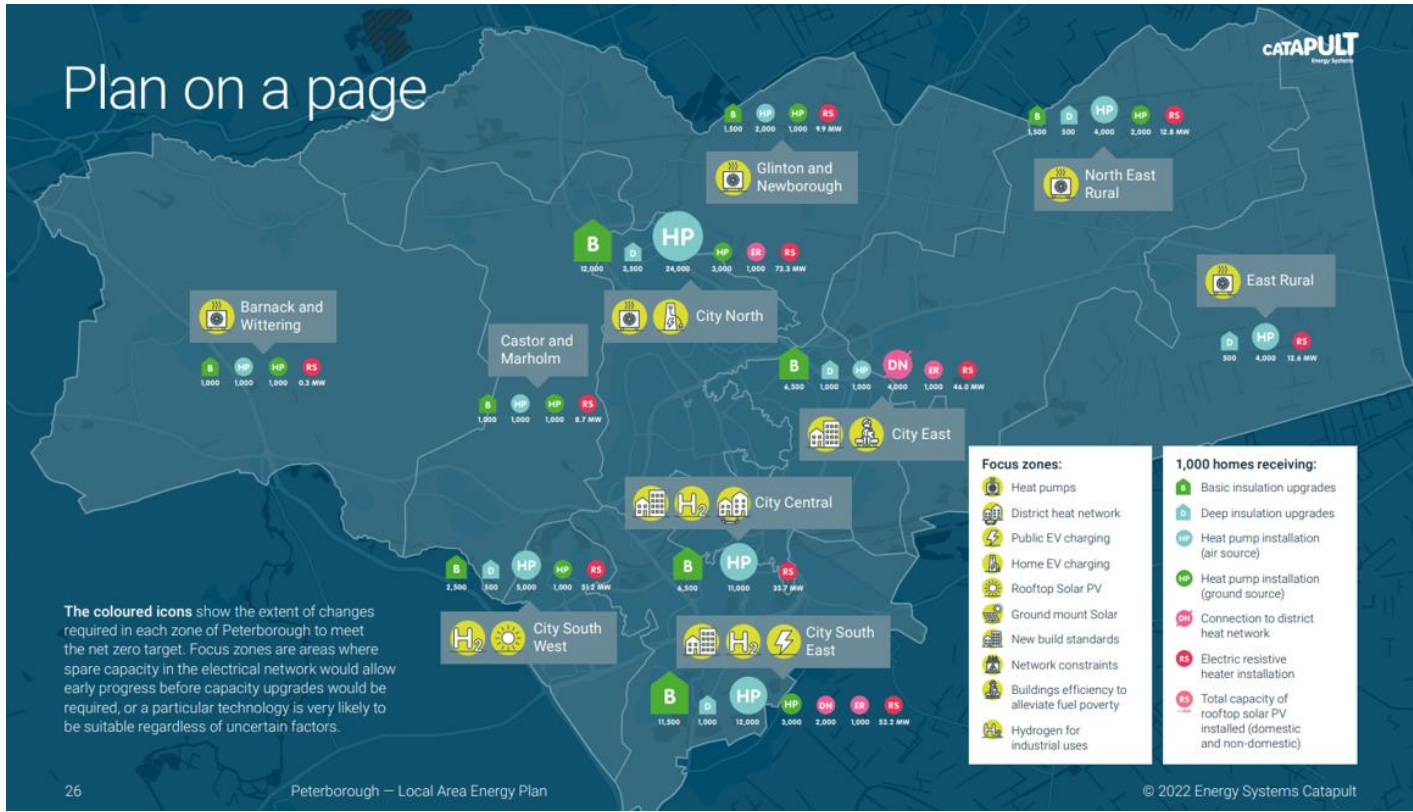 CATAPULT
Energy Systems
Plan on a page
B HP HP RS
1,500 2,000 1,000 9.9 MW
Glinton and
Newborough
B D HP HP RS
1,500 500 4,000 2,000 12.8 MW
North East
Rural
B D HP HP ER RS
12,000 2,500 24,000 3,000 1,000 73.3 MW
City North
Barnack and
Wittering
B HP HP RS
1,000 1,000 1,000 0.3 MW
Castor and
Marholm
B HP HP RS
1,000 1,000 1,000 8.7 MW
East Rural
D HP RS
500 4,000 12.6 MW
B D HP DN ER RS
6,500 1,000 1,000 4,000 1,000 46.0 MW
City East
H2 City Central
B HP RS
6,500 11,000 33.7 MW
B D HP HP RS
2,500 500 5,000 1,000 51.2 MW
H2 City South
West
H2 City South
East
B D HP HP DN ER RS
11,500 1,000 12,000 3,000 2,000 1,000 53.2 MW
The coloured icons show the extent of changes
required in each zone of Peterborough to meet
the net zero target. Focus zones are areas where
spare capacity in the electrical network would allow
early progress before capacity upgrades would be
required, or a particular technology is very likely to
be suitable regardless of uncertain factors.
Focus zones:
Heat pumps
District heat network
Public EV charging
Home EV charging
Rooftop Solar PV
Ground mount Solar
New build standards
Network constraints
Buildings efficiency to
alleviate fuel poverty
H2 Hydrogen for
industrial uses
1,000 homes receiving:
B Basic insulation upgrades
D Deep insulation upgrades
HP Heat pump installation
(air source)
HP Heat pump installation
(ground source)
DN Connection to district
heat network
RS Electric resistive
heater installation
RS Total capacity of
rooftop solar PV
installed (domestic
and non-domestic)
26
Peterborough — Local Area Energy Plan
© 2022 Energy Systems Catapult